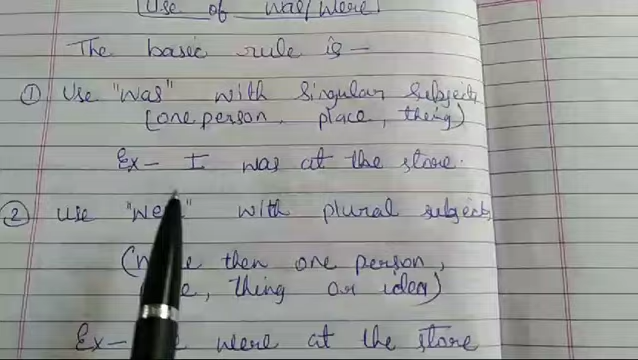 Use of was/were
The basic rule is —
① Use "was" with singular subjects
(one person, place, thing)
Ex- I was at the store.
② Use "were" with plural subjects
than one person,
, thing or idea)
Ex- were at the store